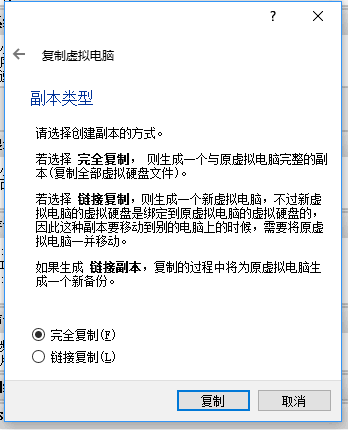 复制虚拟电脑
副本类型
请选择创建副本的方式。
若选择 完全复制， 则生成一个与原虚拟电脑完整的副
本(复制全部虚拟硬盘文件)。
若选择 链接复制，则生成一个新虚拟电脑，不过新虚
拟电脑的虚拟硬盘是绑定到原虚拟电脑的虚拟硬盘的，
因此这种副本要移动到别的电脑上的时候，需要将原虚
拟电脑一并移动。
如果生成 链接副本，复制的过程中将为原虚拟电脑生
成一个新备份。
完全复制(F)
链接复制(L)
复制
取消